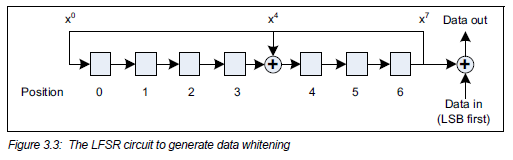 x⁰ x⁴ x⁷ Data out
+ +
Position 0 1 2 3 4 5 6 Data in
(LSB first)
Figure 3.3: The LFSR circuit to generate data whitening